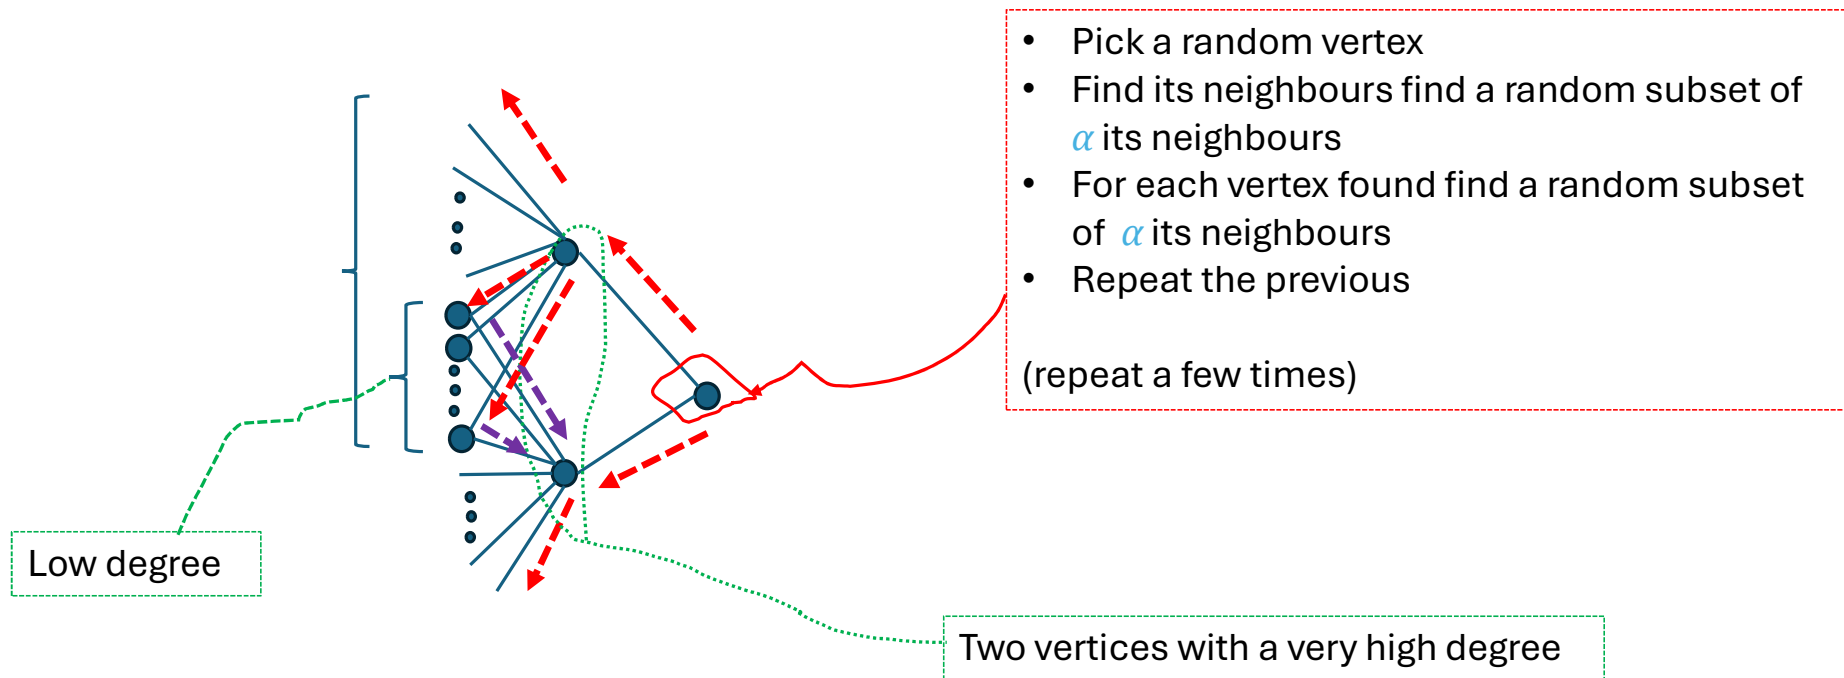 • Pick a random vertex
• Find its neighbours find a random subset of
α its neighbours
• For each vertex found find a random subset
of α its neighbours
• Repeat the previous
(repeat a few times)
Low degree
Two vertices with a very high degree